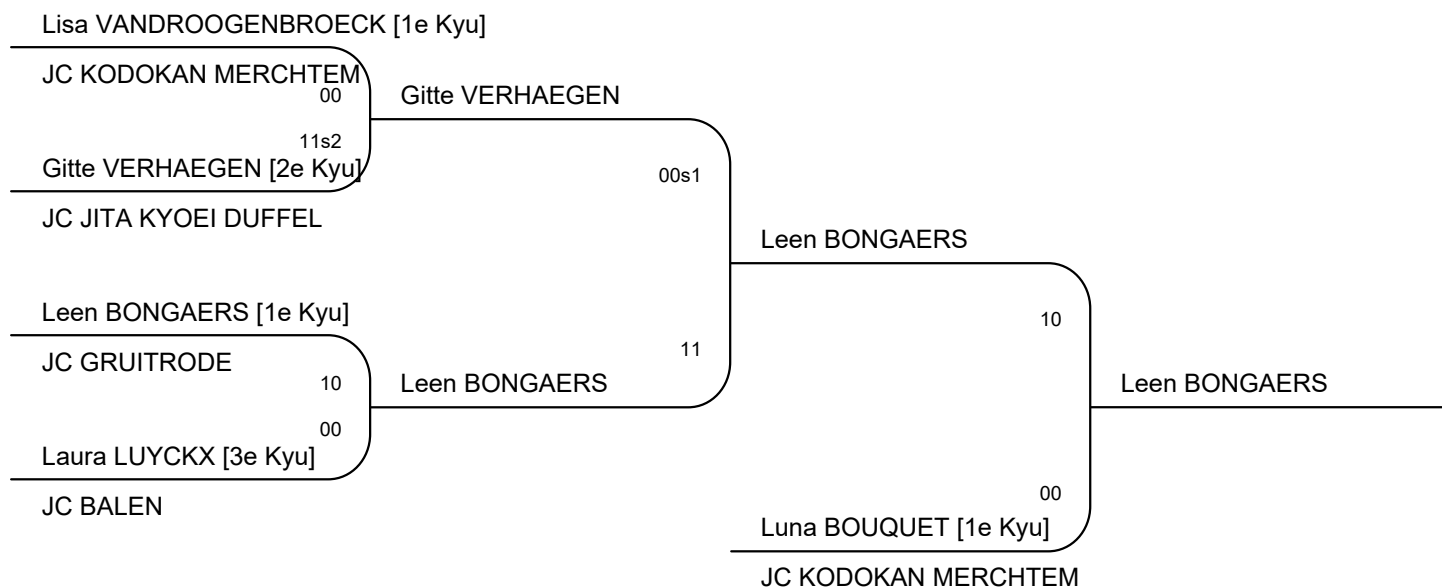 Lisa VANDROOGENBROECK [1e Kyu]
JC KODOKAN MERCHTEM
00
Gitte VERHAEGEN
11s2
Gitte VERHAEGEN [2e Kyu]
00s1
JC JITA KYOEI DUFFEL
Leen BONGAERS
Leen BONGAERS [1e Kyu]
10
11
JC GRUITRODE
10
Leen BONGAERS
Leen BONGAERS
00
Laura LUYCKX [3e Kyu]
00
JC BALEN
Luna BOUQUET [1e Kyu]
JC KODOKAN MERCHTEM